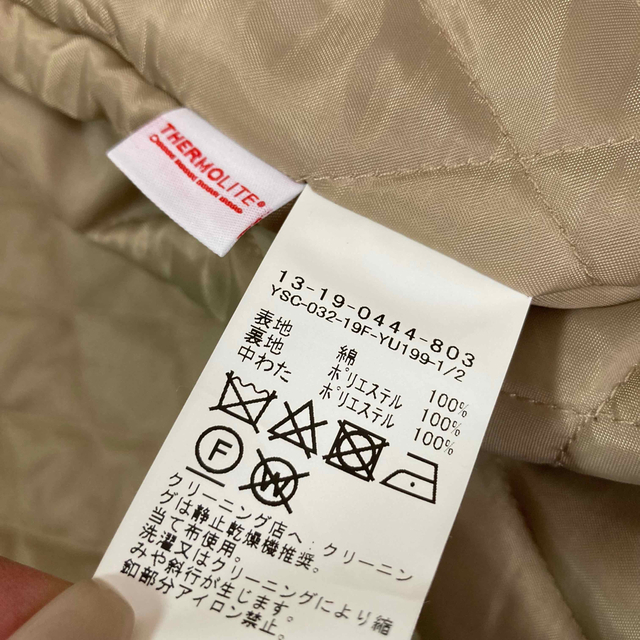 THERMOLITE®
13-19-0444-803
YSC-032-19F-YU199-1/2
表地 綿 100%
裏地 ポリエステル 100%
中わた ポリエステル 100%
F
W
クリーニング店へ:クリーニン
グは静止乾燥機推奨。
当て布使用。
洗濯又はクリーニングにより縮
みや斜行が生じます。
釦部分アイロン禁止。